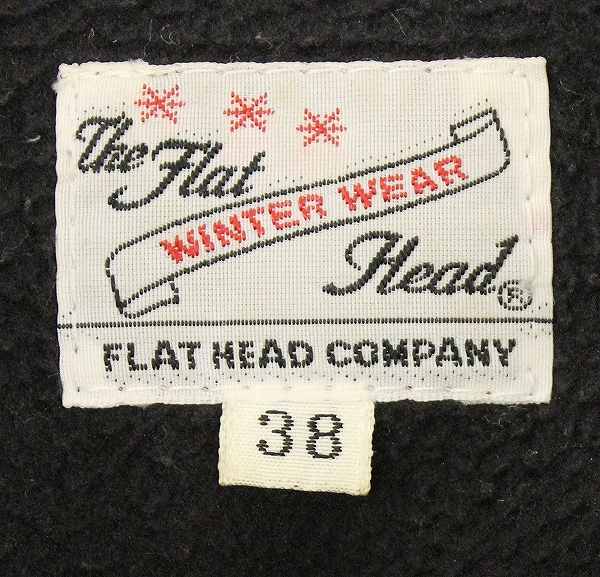 The Flat
WINTER WEAR
Head®
FLAT HEAD COMPANY
38